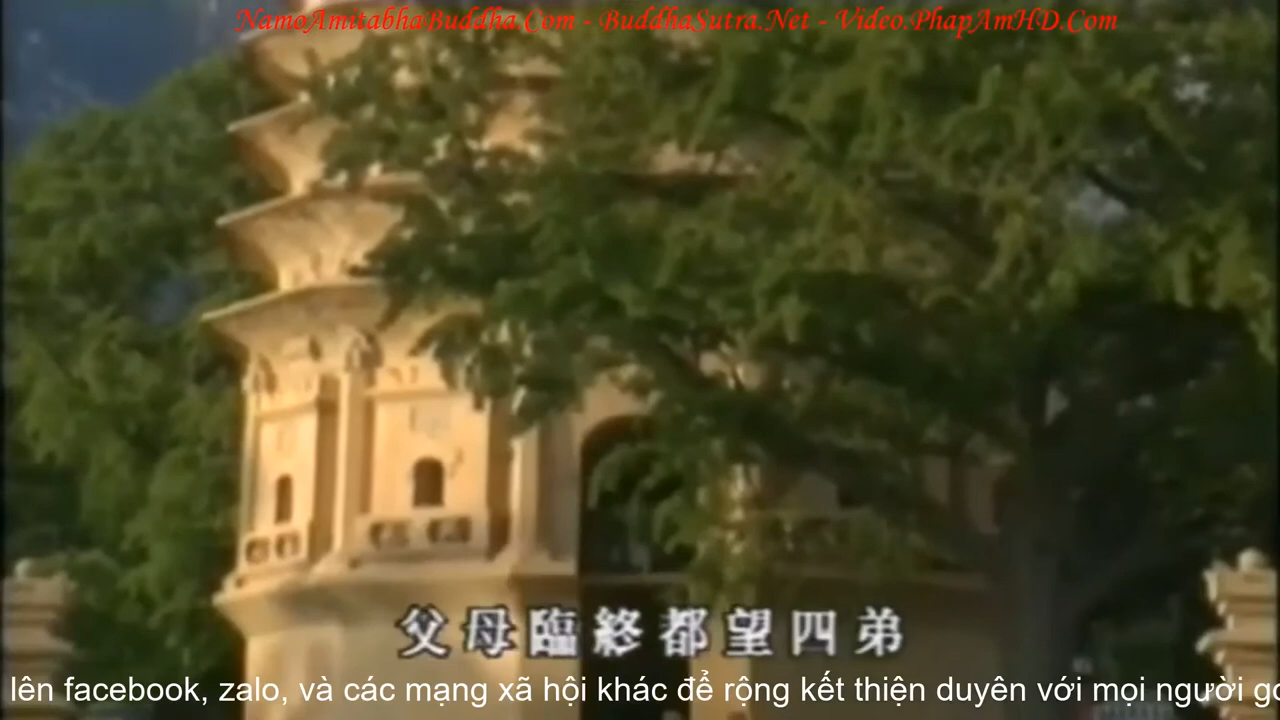 NamoAmitabhaBuddha.Com - BuddhaSutra.Net - Video.PhapAmHD.Com
父母臨終都望四弟
lên facebook, zalo, và các mạng xã hội khác để rộng kết thiện duyên với mọi người